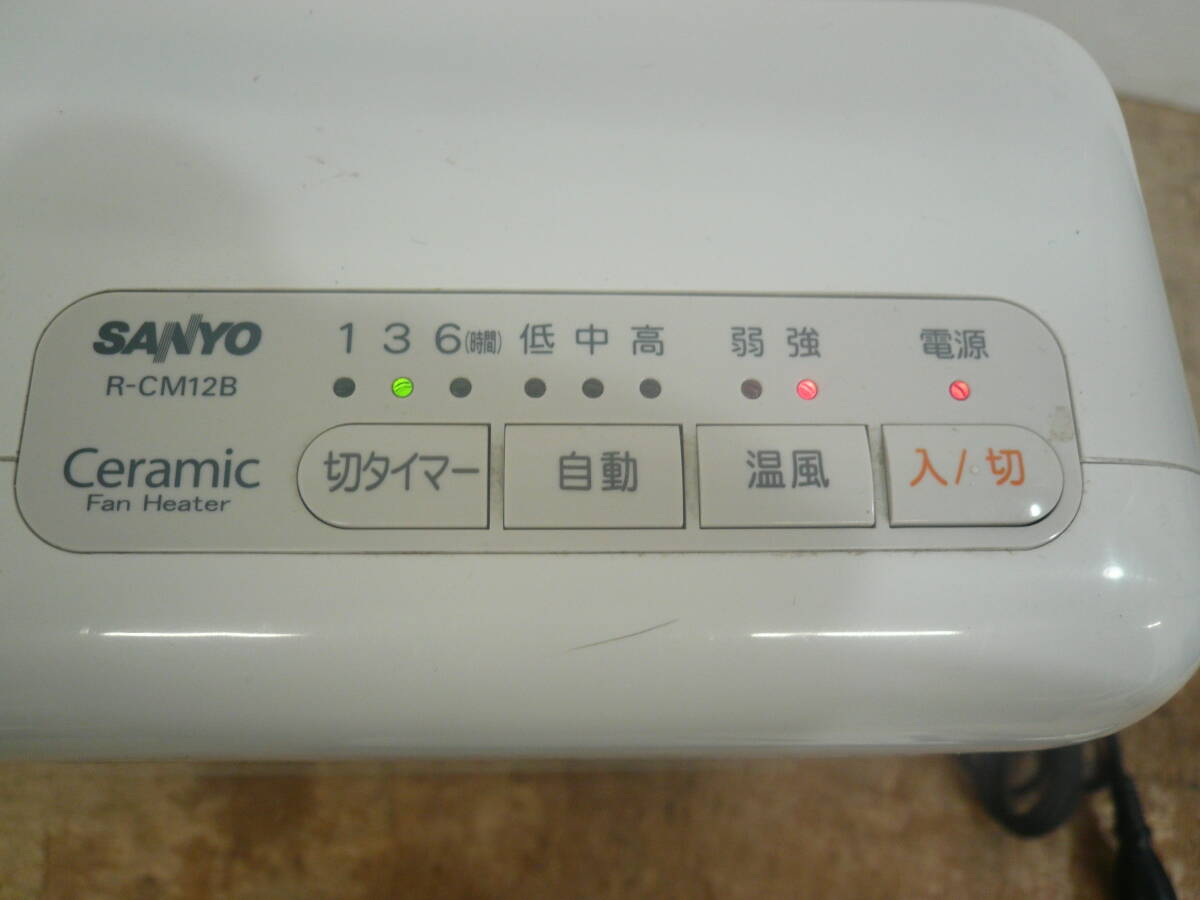 SANYO
R-CM12B
Ceramic
Fan Heater
1 3 6(時間) 低 中 高 弱 強 電源
切タイマー 自動 温風 入/切